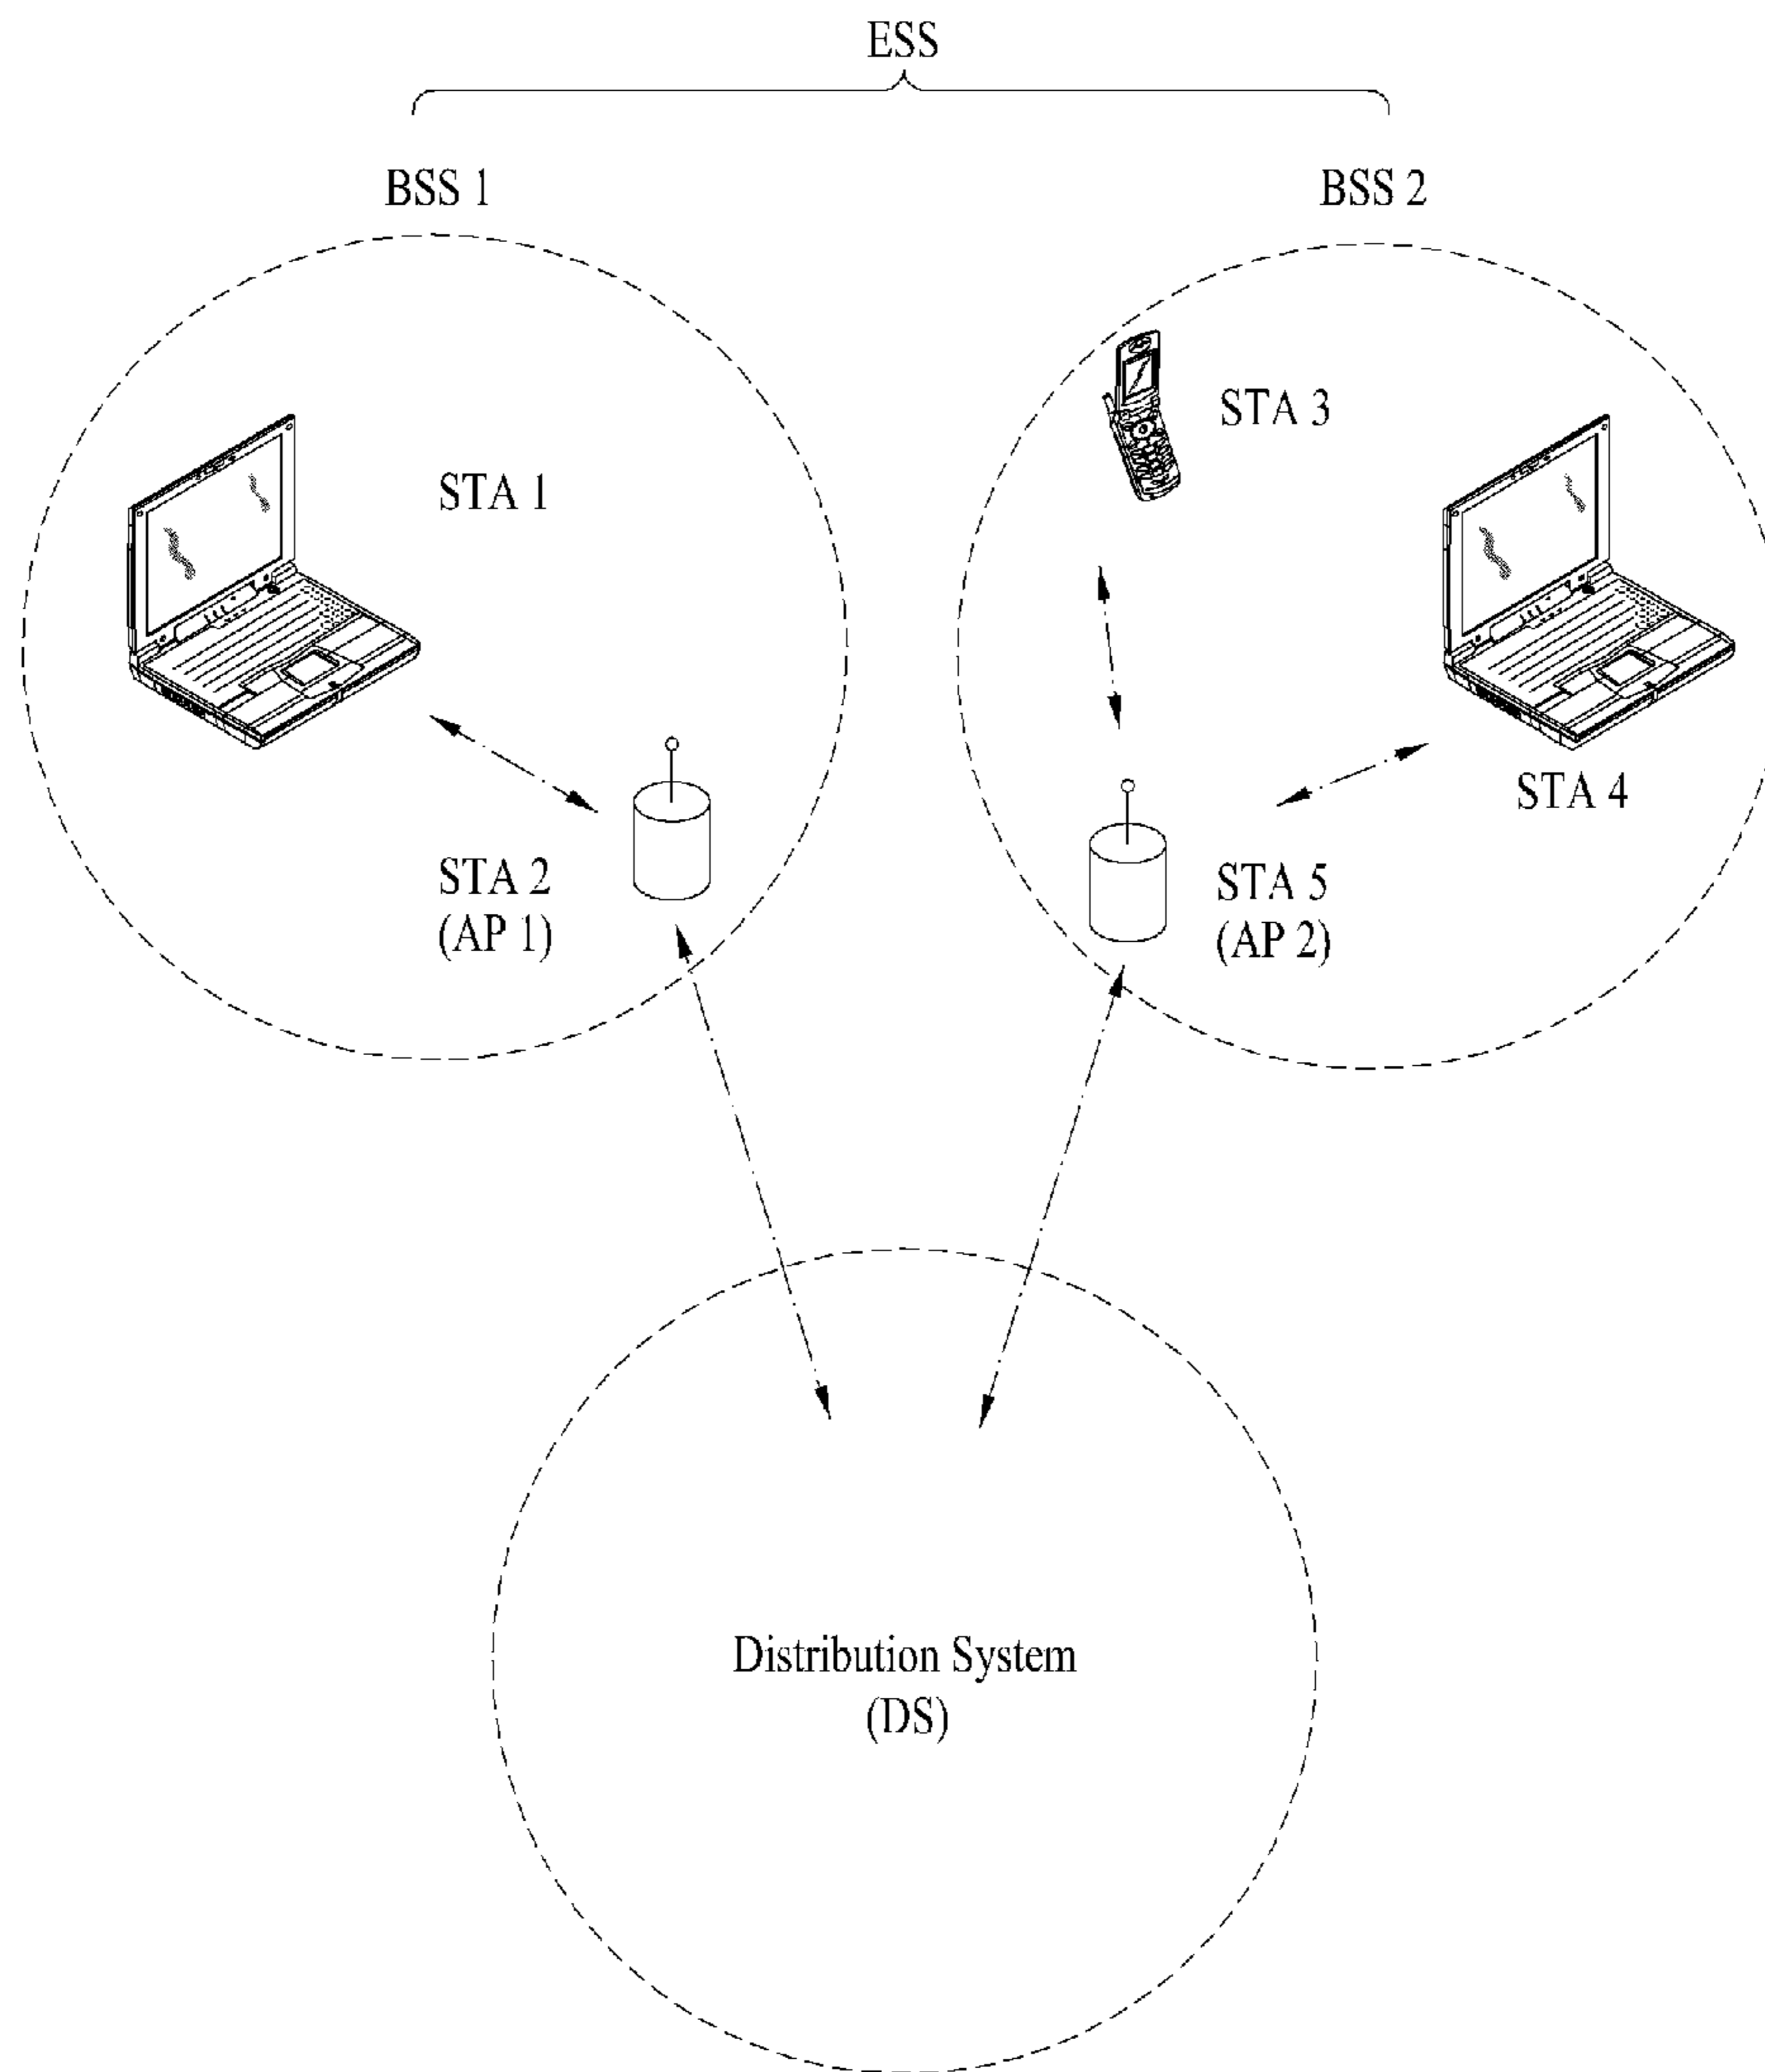 ESS
BSS 1
BSS 2
STA 3
STA 1
STA 4
STA 2
(AP 1)
STA 5
(AP 2)
Distribution System
(DS)